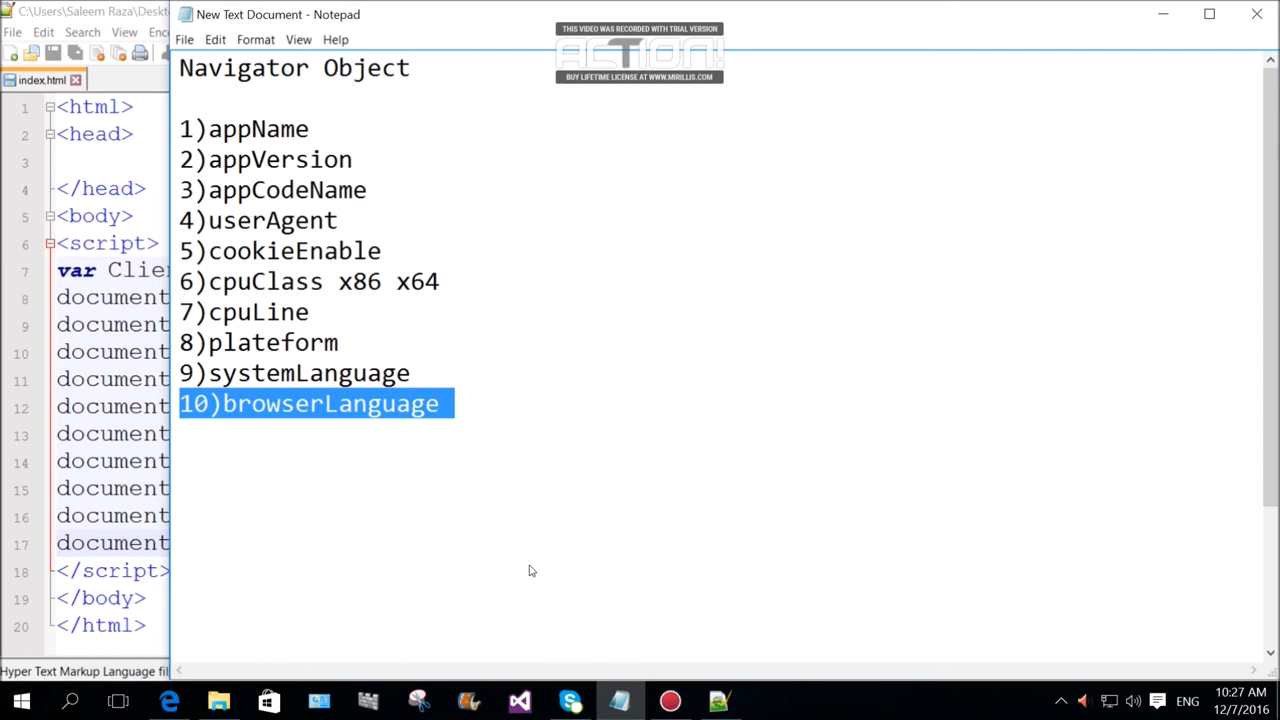 C:\Users\Saleem Raza\Deskto
File Edit Search View En
index.html
1 <html>
2 <head>
3
4 </head>
5 <body>
6 <script>
7 var Clie
8 document
9 document
10 document
11 document
12 document
13 document
14 document
15 document
16 document
17 document
18 </script>
19 </body>
20 </html>
Hyper Text Markup Language fil
New Text Document - Notepad
File Edit Format View Help
THIS VIDEO WAS RECORDED WITH TRIAL VERSION
ACTION!
BUY LIFETIME LICENSE AT WWW.MIRILLIS.COM
Navigator Object
1)appName
2)appVersion
3)appCodeName
4)userAgent
5)cookieEnable
6)cpuClass x86 x64
7)cpuLine
8)plateform
9)systemLanguage
10)browserLanguage
ENG
10:27 AM
12/7/2016